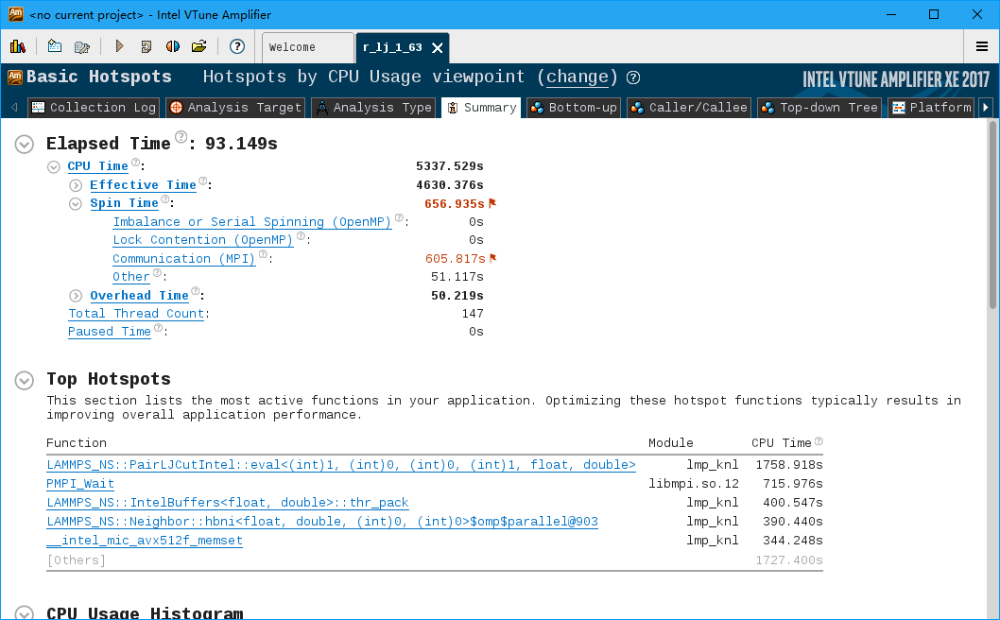 <no current project> - Intel VTune Amplifier
Welcome
r_lj_1_63
Basic Hotspots Hotspots by CPU Usage viewpoint (change)
INTEL VTUNE AMPLIFIER XE 2017
Collection Log Analysis Target Analysis Type Summary Bottom-up Caller/Callee Top-down Tree Platform
Elapsed Time: 93.149s
CPU Time: 5337.529s
Effective Time: 4630.376s
Spin Time: 656.935s
Imbalance or Serial Spinning (OpenMP): 0s
Lock Contention (OpenMP): 0s
Communication (MPI): 605.817s
Other: 51.117s
Overhead Time: 50.219s
Total Thread Count: 147
Paused Time: 0s
Top Hotspots
This section lists the most active functions in your application. Optimizing these hotspot functions typically results in
improving overall application performance.
Function Module CPU Time
LAMMPS_NS::PairLJCutIntel::eval<(int)1, (int)0, (int)0, (int)1, float, double> lmp_knl 1758.918s
PMPI_Wait libmpi.so.12 715.976s
LAMMPS_NS::IntelBuffers<float, double>::thr_pack lmp_knl 400.547s
LAMMPS_NS::Neighbor::hbni<float, double, (int)0, (int)0>$omp$parallel@903 lmp_knl 390.440s
__intel_mic_avx512f_memset lmp_knl 344.248s
[Others] 1727.400s
CPU Usage Histogram